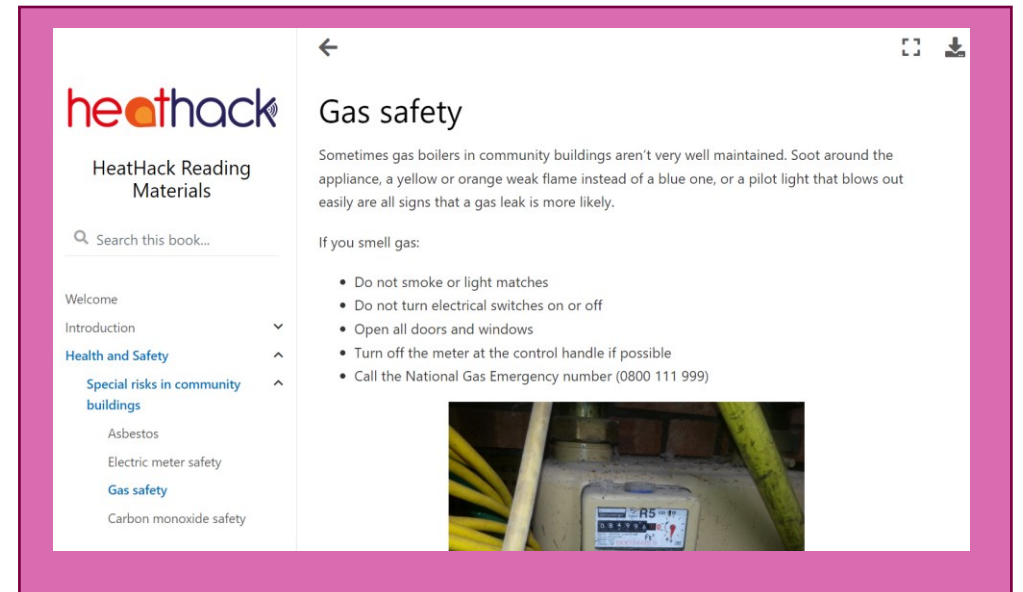 heathack
HeatHack Reading
Materials
Search this book...
Welcome
Introduction
Health and Safety
Special risks in community
buildings
Asbestos
Electric meter safety
Gas safety
Carbon monoxide safety
Gas safety
Sometimes gas boilers in community buildings aren't very well maintained. Soot around the
appliance, a yellow or orange weak flame instead of a blue one, or a pilot light that blows out
easily are all signs that a gas leak is more likely.
If you smell gas:
• Do not smoke or light matches
• Do not turn electrical switches on or off
• Open all doors and windows
• Turn off the meter at the control handle if possible
• Call the National Gas Emergency number (0800 111 999)
R5
ft³